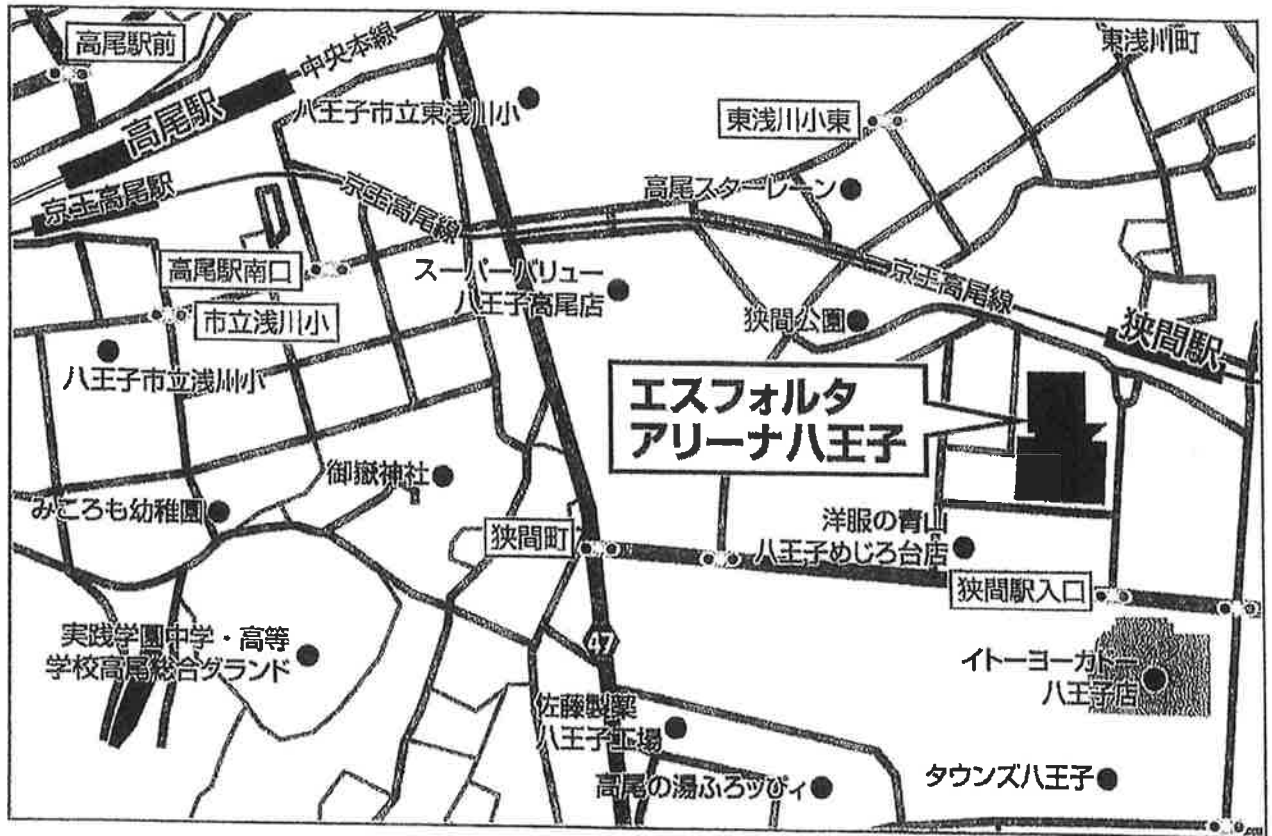 高尾駅前
中央本線
高尾駅
八王子市立東浅川小
東浅川町
東浅川小東
京王高尾駅
京王高尾線
高尾スターレーン
高尾駅南口
スーパーバリュー
八王子高尾店
京王高尾線
市立浅川小
狭間公園
狭間駅
八王子市立浅川小
エスフォルタ
アリーナ八王子
御嶽神社
みころも幼稚園
狭間町
洋服の青山
八王子めじろ台店
狭間駅入口
実践学園中学・高等
学校高尾総合グランド
47
イトーヨーカドー
八王子店
佐藤製薬
八王子工場
高尾の湯ふろッぴィ
タウンズ八王子